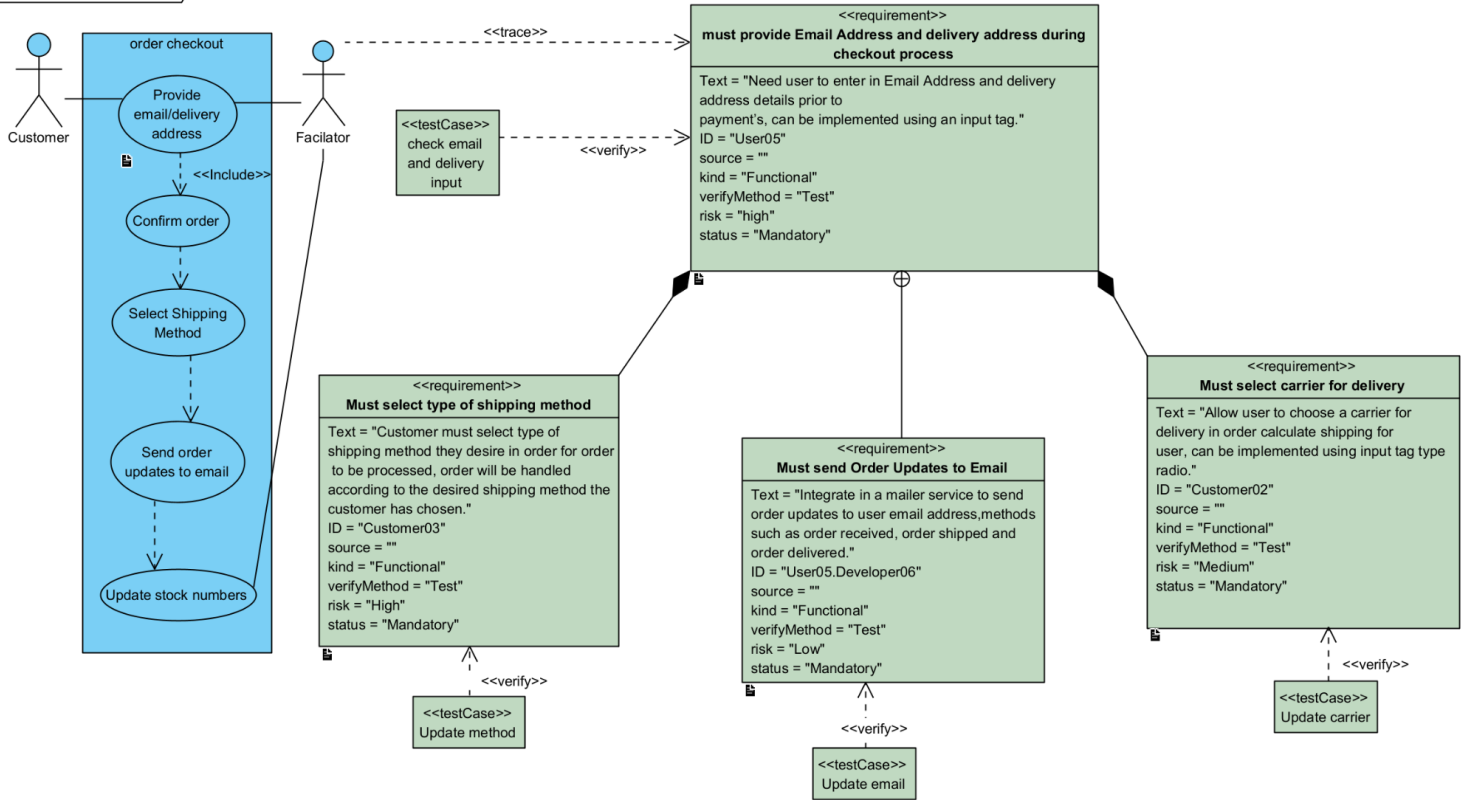 order checkout
Customer
Provide
email/delivery
address
Facilator
<<Include>>
Confirm order
Select Shipping
Method
Send order
updates to email
Update stock numbers
<<trace>>
<<testCase>>
check email
and delivery
input
<<verify>>
<<requirement>>
must provide Email Address and delivery address during
checkout process
Text = "Need user to enter in Email Address and delivery
address details prior to
payment's, can be implemented using an input tag."
ID = "User05"
source = ""
kind = "Functional"
verifyMethod = "Test"
risk = "high"
status = "Mandatory"
<<requirement>>
Must select type of shipping method
Text = "Customer must select type of
shipping method they desire in order for order
to be processed, order will be handled
according to the desired shipping method the
customer has chosen."
ID = "Customer03"
source = ""
kind = "Functional"
verifyMethod = "Test"
risk = "High"
status = "Mandatory"
<<verify>>
<<testCase>>
Update method
<<requirement>>
Must send Order Updates to Email
Text = "Integrate in a mailer service to send
order updates to user email address,methods
such as order received, order shipped and
order delivered."
ID = "User05.Developer06"
source = ""
kind = "Functional"
verifyMethod = "Test"
risk = "Low"
status = "Mandatory"
<<verify>>
<<testCase>>
Update email
<<requirement>>
Must select carrier for delivery
Text = "Allow user to choose a carrier for
delivery in order calculate shipping for
user, can be implemented using input tag type
radio."
ID = "Customer02"
source = ""
kind = "Functional"
verifyMethod = "Test"
risk = "Medium"
status = "Mandatory"
<<verify>>
<<testCase>>
Update carrier